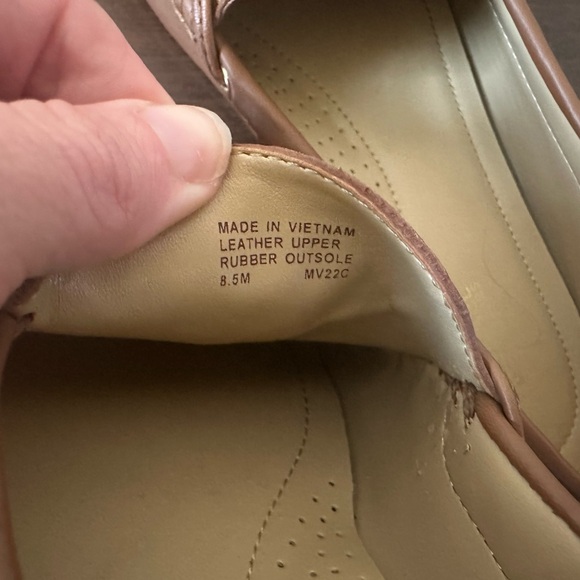 MADE IN VIETNAM
LEATHER UPPER
RUBBER OUTSOLE
8.5M MV22C